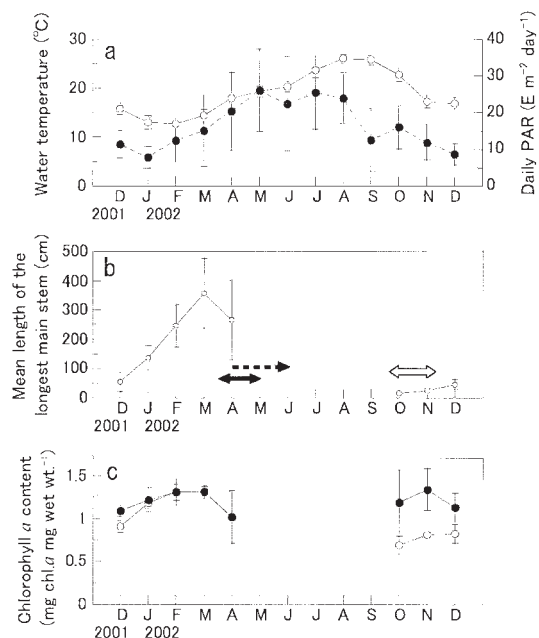 a
Water temperature (°C)
30
20
10
0
Daily PAR (E m⁻² day⁻¹)
40
30
20
10
0
D J F M A M J J A S O N D
2001 2002
b
Mean length of the
longest main stem (cm)
500
400
300
200
100
0
D J F M A M J J A S O N D
2001 2002
c
Chlorophyll a content
(mg chl.a mg wet wt.⁻¹)
1.5
1
0.5
0
D J F M A M J J A S O N D
2001 2002